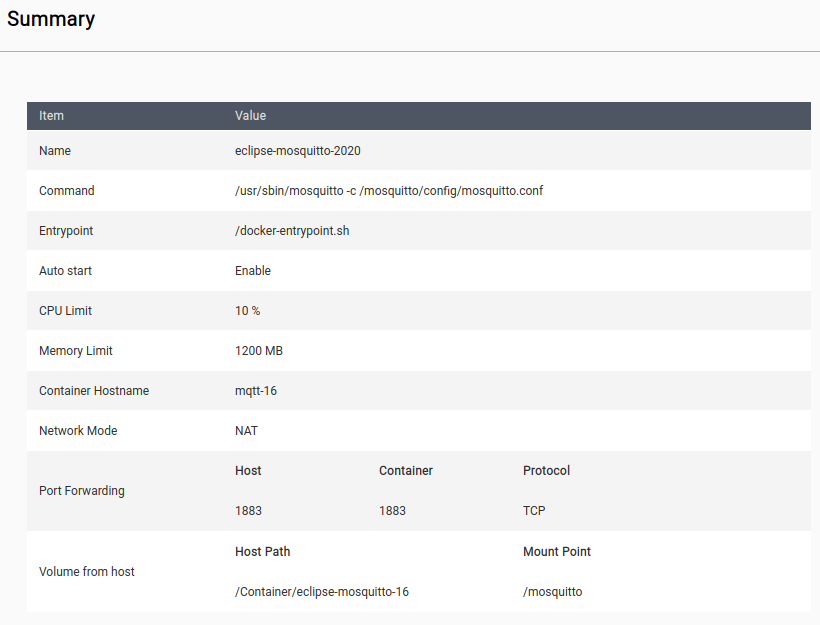 Summary
Item Value
Name eclipse-mosquitto-2020
Command /usr/sbin/mosquitto -c /mosquitto/config/mosquitto.conf
Entrypoint /docker-entrypoint.sh
Auto start Enable
CPU Limit 10 %
Memory Limit 1200 MB
Container Hostname mqtt-16
Network Mode NAT
Port Forwarding
Host Container Protocol
1883 1883 TCP
Volume from host
Host Path Mount Point
/Container/eclipse-mosquitto-16 /mosquitto